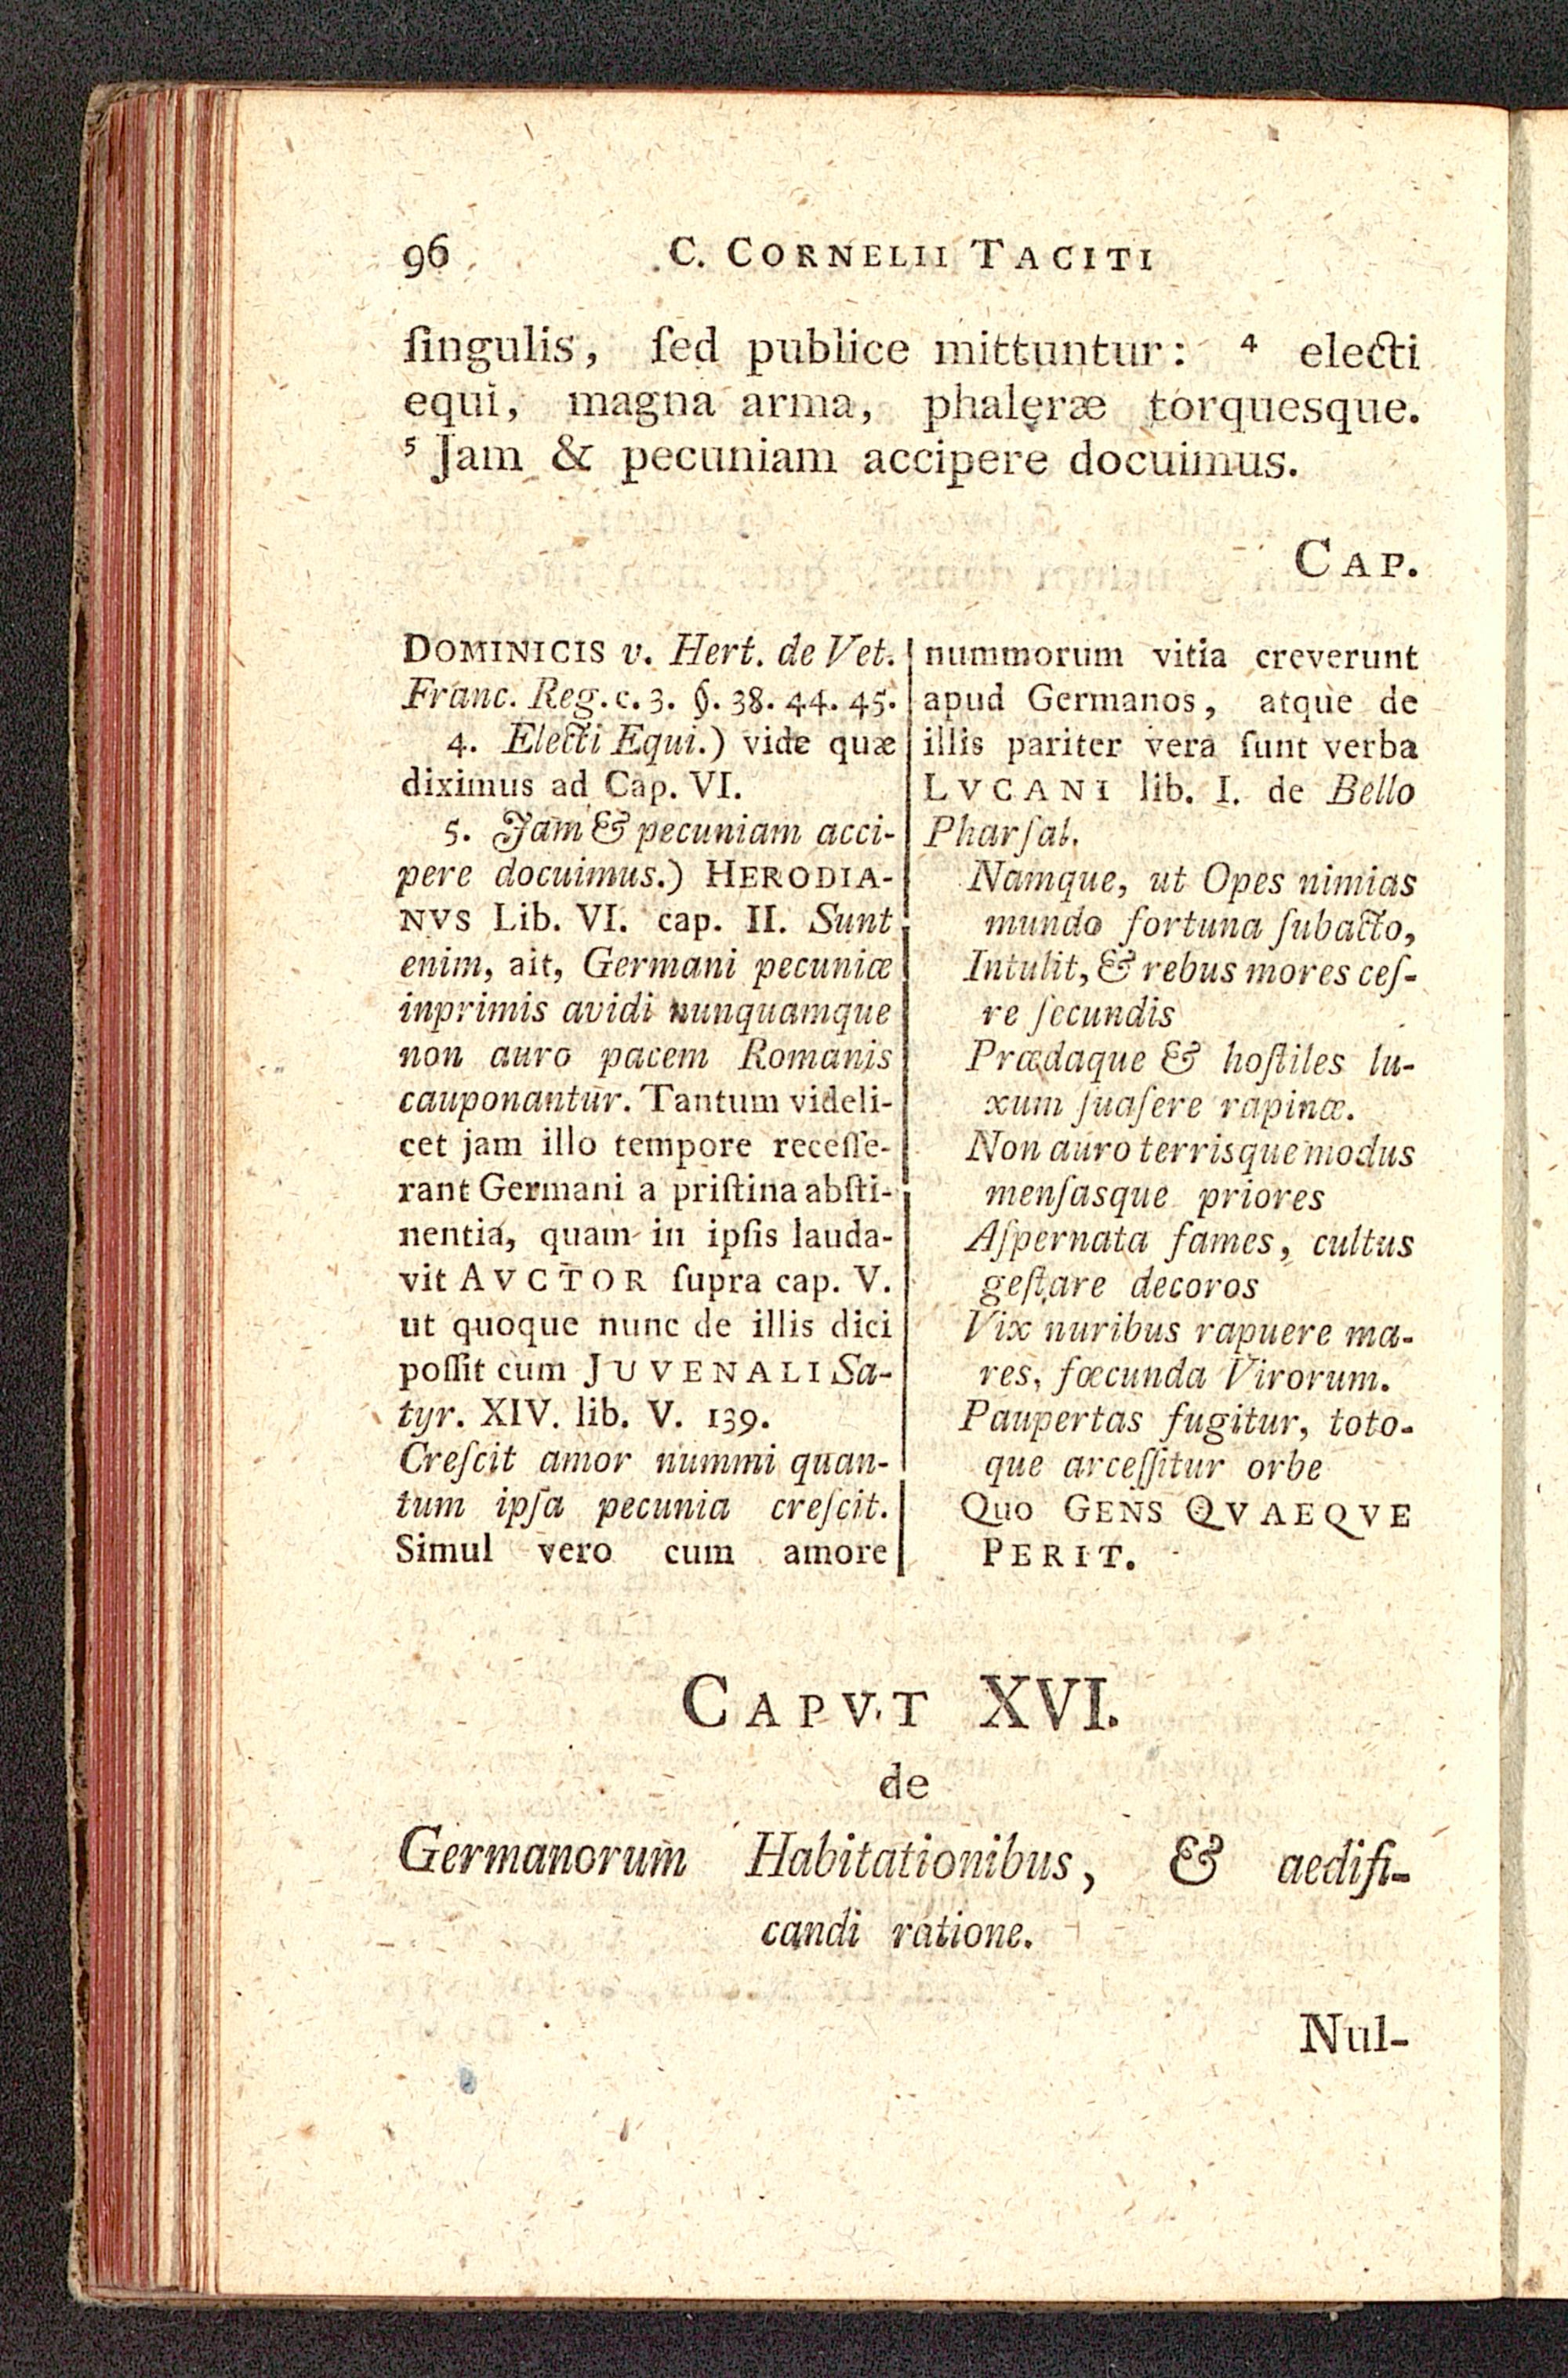 96 C. CORNELII TACITI
ſingulis, ſed publice mittuntur: ⁴ electi
equi, magna arma, phaleræ torquesque.
⁵ Jam & pecuniam accipere docuimus.
CAP.
DOMINICIS v. Hert. de Vet.
Franc. Reg. c. 3. §. 38. 44. 45.
4. Electi Equi.) vide quæ
diximus ad Cap. VI.
5. Jam & pecuniam acci-
pere docuimus.) HERODIA-
NVS Lib. VI. cap. II. Sunt
enim, ait, Germani pecuniæ
inprimis avidi nunquamque
non auro pacem Romanis
cauponantur. Tantum videli-
cet jam illo tempore receſſe-
rant Germani a priſtina abſti-
nentia, quam in ipſis lauda-
vit AVCTOR ſupra cap. V.
ut quoque nunc de illis dici
poſſit cum JUVENALI Sa-
tyr. XIV. lib. V. 139.
Creſcit amor nummi quan-
tum ipſa pecunia creſcit.
Simul vero cum amore
nummorum vitia creverunt
apud Germanos, atque de
illis pariter vera ſunt verba
LVCANI lib. I. de Bello
Pharſal.
Namque, ut Opes nimias
mundo fortuna ſubacto,
Intulit, & rebus mores ceſ-
re ſecundis
Prædaque & hoſtiles lu-
xum ſuaſere rapinæ.
Non auro terrisque modus
menſasque priores
Aſpernata fames, cultus
geſtare decoros
Vix nuribus rapuere ma-
res, fœcunda Virorum.
Paupertas fugitur, toto-
que arceſſitur orbe
Quo GENS QVAEQVE
PERIT.
CAPVT XVI.
de
Germanorum Habitationibus, & aedifi-
candi ratione.
Nul-